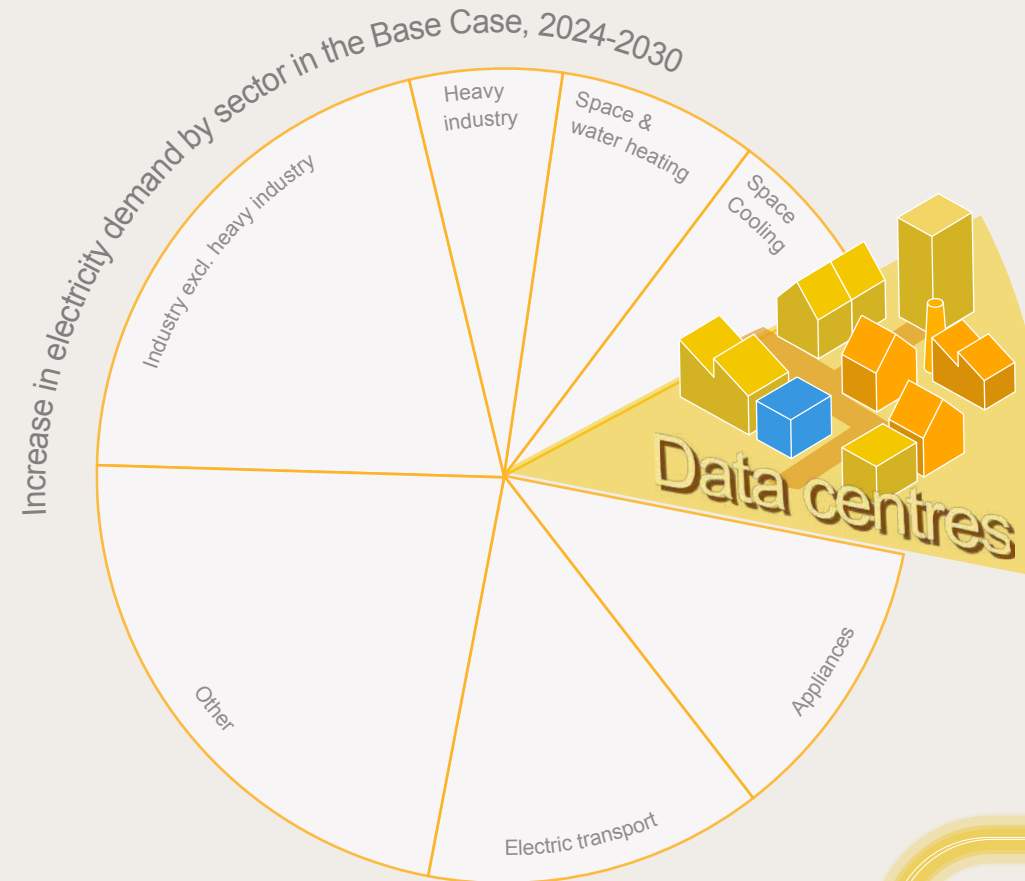 Increase in electricity demand by sector in the Base Case, 2024-2030
Heavy
industry
Space &
water heating
Space
Cooling
Industry excl. heavy industry
Data centres
Appliances
Other
Electric transport